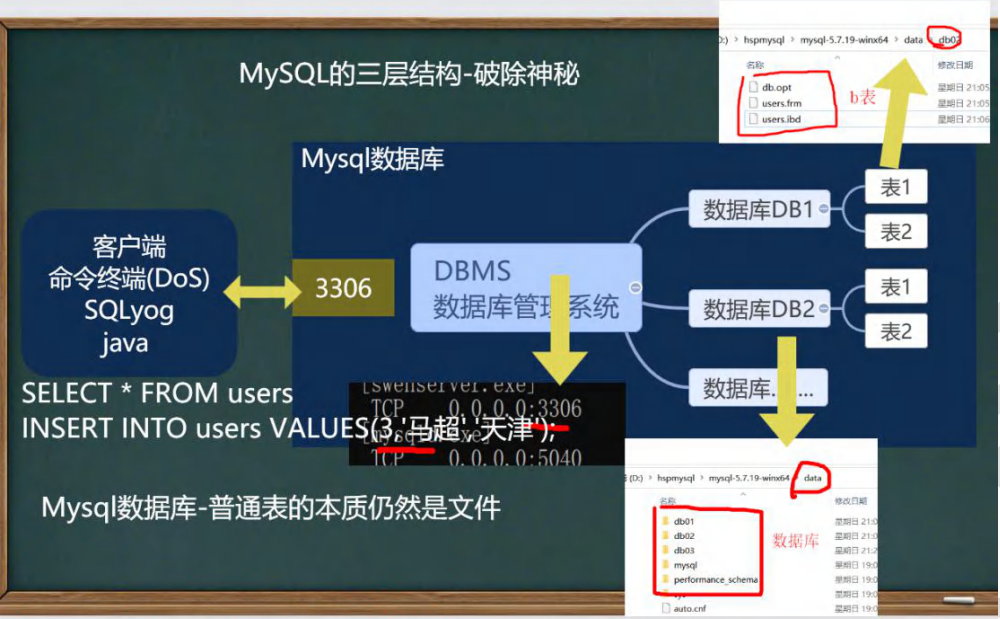 MySQL的三层结构-破除神秘
hspmysql > mysql-5.7.19-winx64 > data > db02
名称
修改日期
db.opt
星期日 21:05
users.frm
星期日 21:05
users.ibd
星期日 21:06
b表
Mysql数据库
客户端
命令终端(DoS)
SQLyog
java
3306
DBMS
数据库管理系统
数据库DB1
表1
表2
数据库DB2
表1
表2
数据库......
SELECT * FROM users
INSERT INTO users VALUES(3,'马超','天津');
[swenserver.exe]
TCP 0.0.0.0:3306
[mysqld.exe]
TCP 0.0.0.0:5040
Mysql数据库-普通表的本质仍然是文件
(D:) > hspmysql > mysql-5.7.19-winx64 > data
名称
修改日期
db01
星期日 21:0
db02
星期日 21:0
db03
星期日 21:2
mysql
星期日 19:0
performance_schema
星期日 19:0
星期日 19:0
auto.cnf
星期日 19:0
数据库